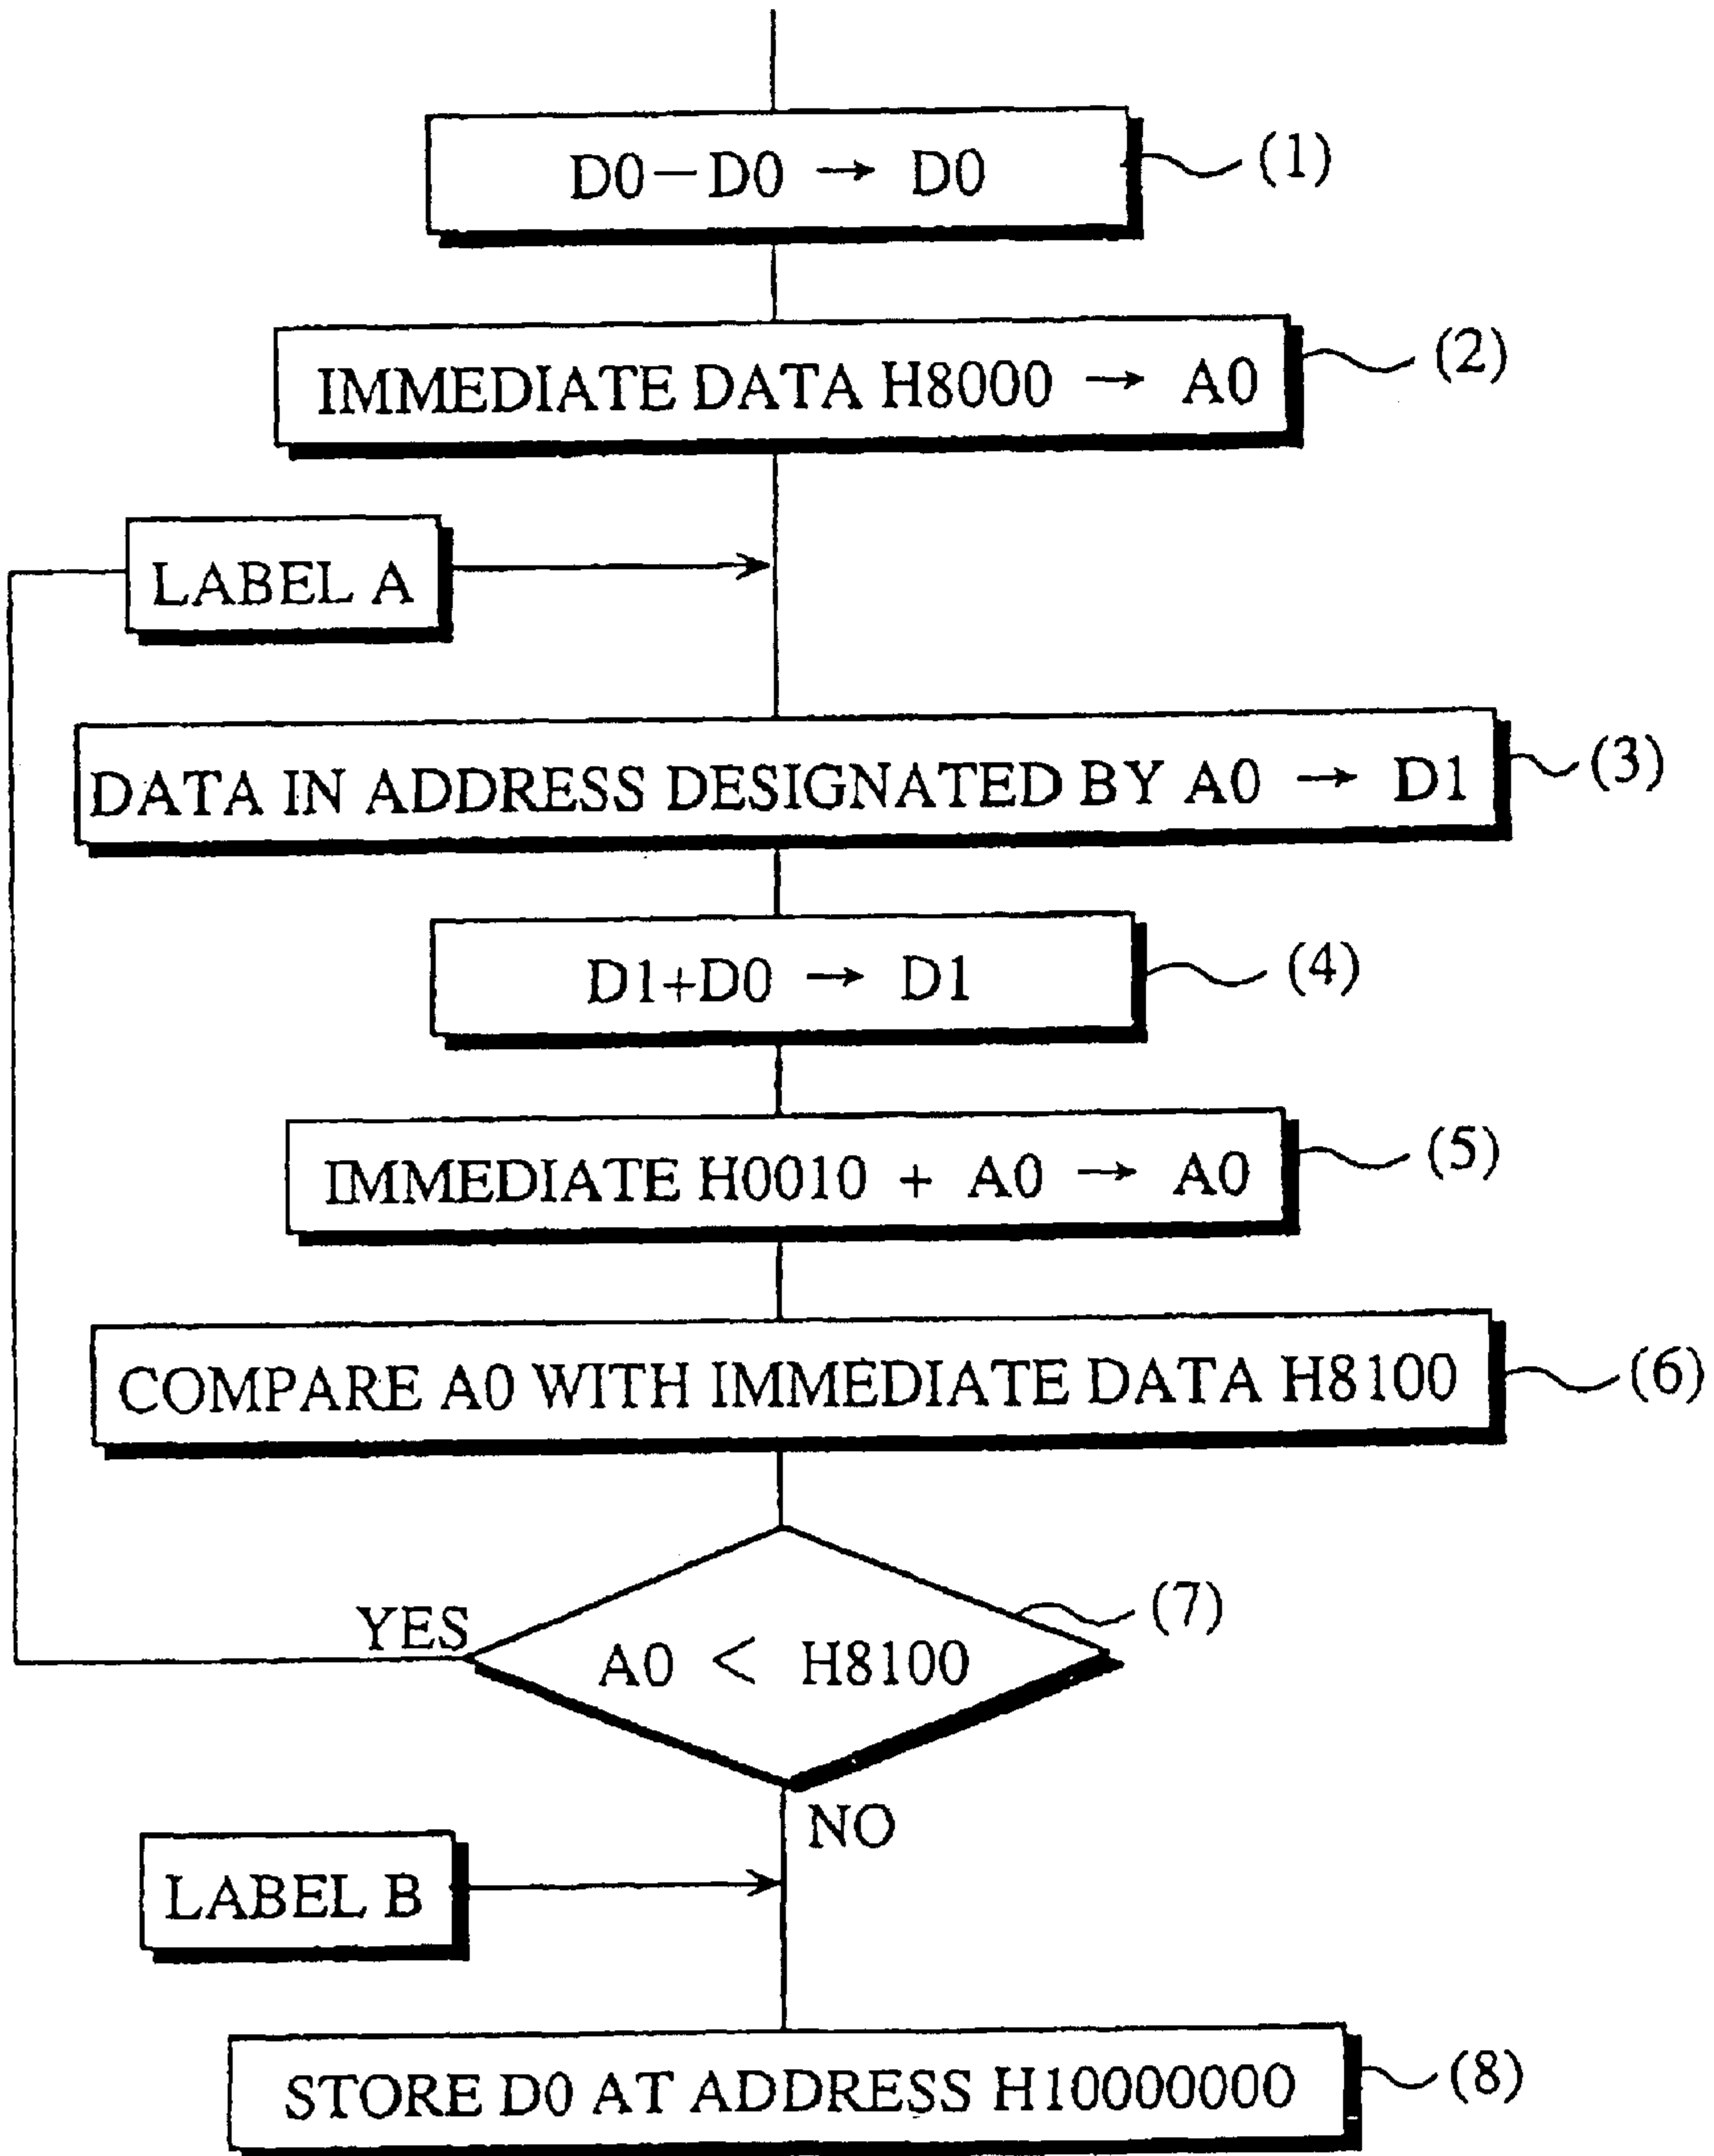 D0−D0 → D0
(1)
IMMEDIATE DATA H8000 → A0
(2)
LABEL A
DATA IN ADDRESS DESIGNATED BY A0 → D1
(3)
D1+D0 → D1
(4)
IMMEDIATE H0010 + A0 → A0
(5)
COMPARE A0 WITH IMMEDIATE DATA H8100
(6)
YES
A0 < H8100
(7)
NO
LABEL B
STORE D0 AT ADDRESS H10000000
(8)